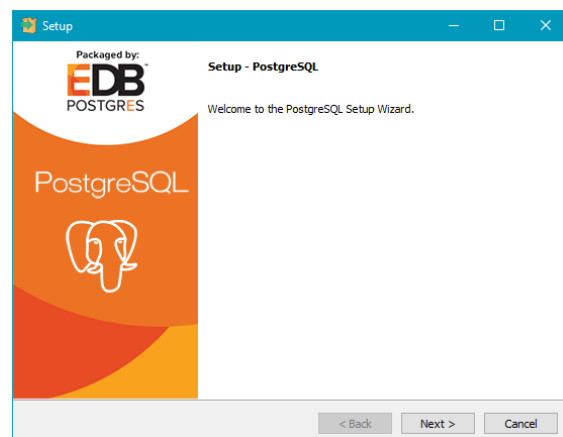 Setup
Packaged by:
EDB
POSTGRES
Setup - PostgreSQL
Welcome to the PostgreSQL Setup Wizard.
PostgreSQL
< Back
Next >
Cancel